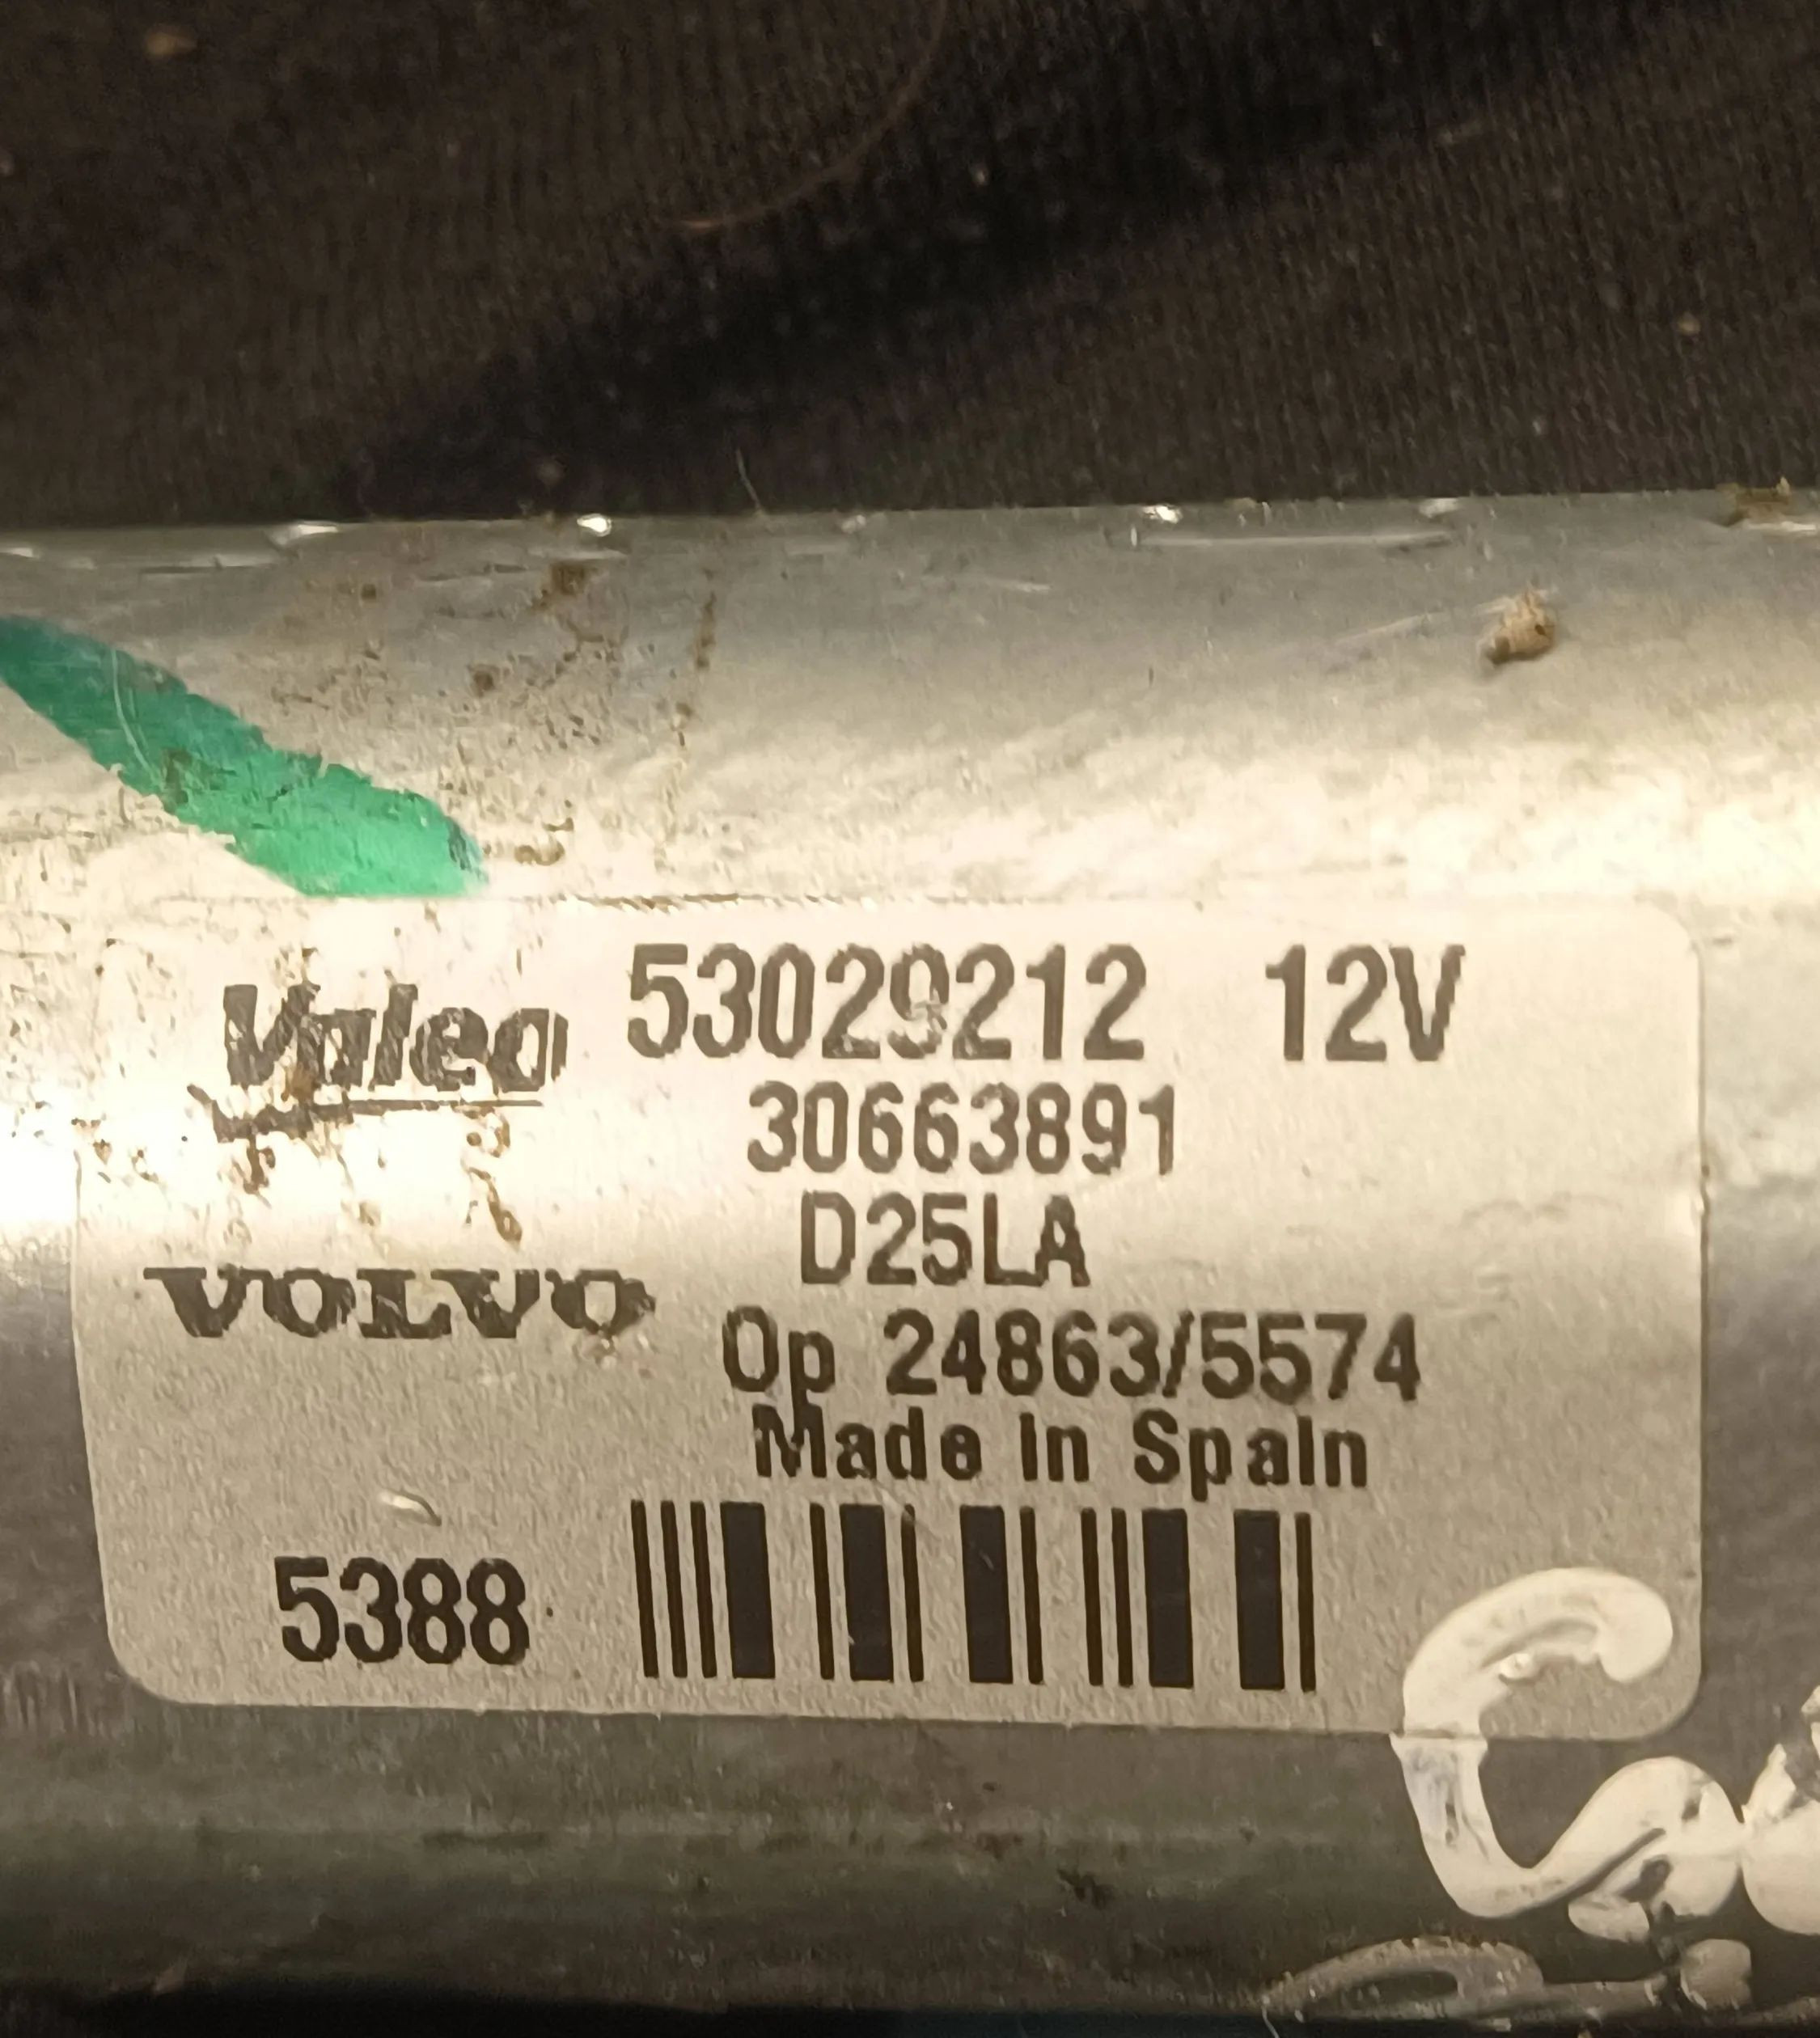 Valeo 53029212 12V
30663891
D25LA
VOLVO
Op 24863/5574
Made in Spain
5388